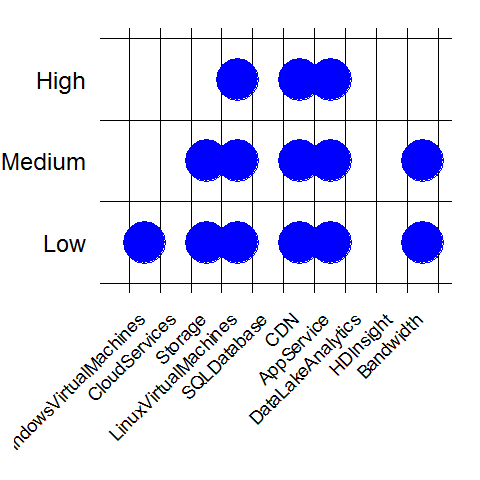 High
Medium
Low
ndowsVirtualMachines
CloudServices
Storage
LinuxVirtualMachines
SQLDatabase
CDN
AppService
DataLakeAnalytics
HDInsight
Bandwidth